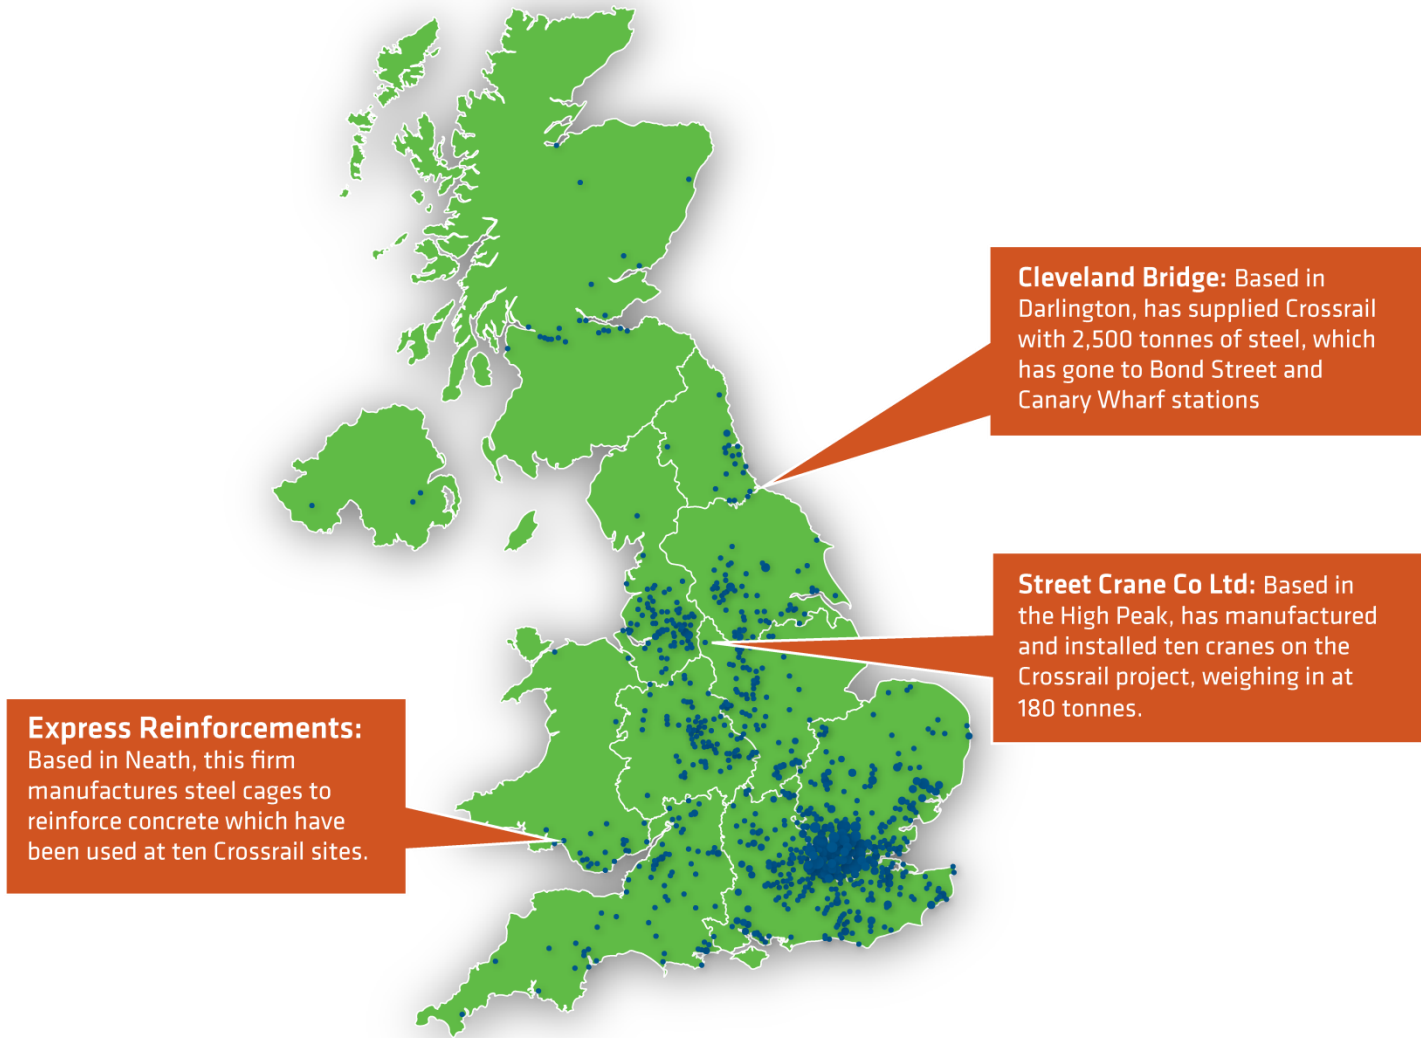 Cleveland Bridge: Based in
Darlington, has supplied Crossrail
with 2,500 tonnes of steel, which
has gone to Bond Street and
Canary Wharf stations
Street Crane Co Ltd: Based in
the High Peak, has manufactured
and installed ten cranes on the
Crossrail project, weighing in at
180 tonnes.
Express Reinforcements:
Based in Neath, this firm
manufactures steel cages to
reinforce concrete which have
been used at ten Crossrail sites.